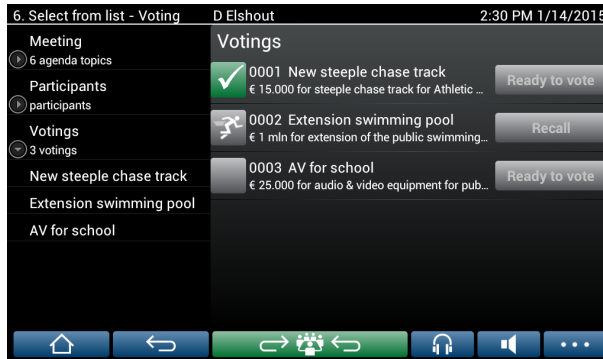 6. Select from list - Voting D Elshout 2:30 PM 1/14/2015
Meeting
6 agenda topics
Participants
participants
Votings
3 votings
New steeple chase track
Extension swimming pool
AV for school
Votings
0001 New steeple chase track
€ 15.000 for steeple chase track for Athletic ...
Ready to vote
0002 Extension swimming pool
€ 1 mln for extension of the public swimming...
Recall
0003 AV for school
€ 25.000 for audio & video equipment for pub...
Ready to vote